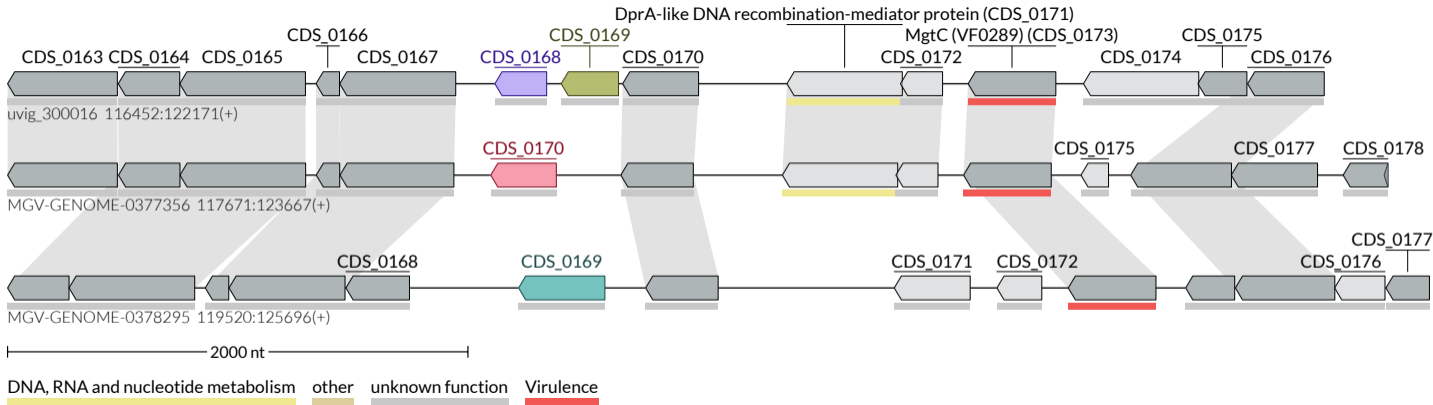 DprA-like DNA recombination-mediator protein (CDS_0171)
CDS_0166 CDS_0169 MgtC (VF0289) (CDS_0173) CDS_0175
CDS_0163 CDS_0164 CDS_0165 CDS_0167 CDS_0168 CDS_0170 CDS_0172 CDS_0174 CDS_0176
uvig_300016 116452:122171(+)
CDS_0170 CDS_0175 CDS_0177 CDS_0178
MGV-GENOME-0377356 117671:123667(+)
CDS_0177
CDS_0168 CDS_0169 CDS_0171 CDS_0172 CDS_0176
MGV-GENOME-0378295 119520:125696(+)
2000 nt
DNA, RNA and nucleotide metabolism other unknown function Virulence